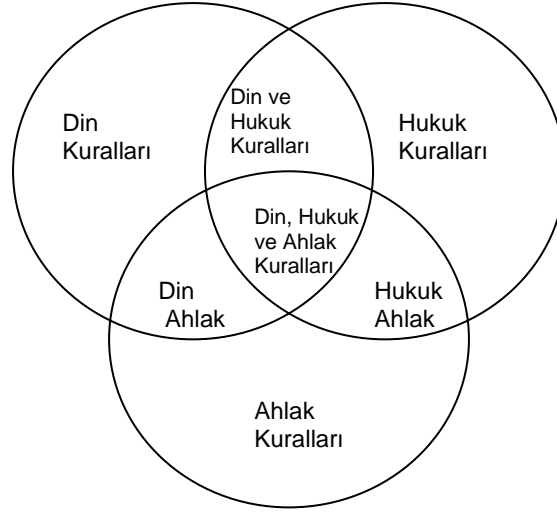 Din
Kuralları
Din ve
Hukuk
Kuralları
Hukuk
Kuralları
Din, Hukuk
ve Ahlak
Kuralları
Din
Ahlak
Hukuk
Ahlak
Ahlak
Kuralları